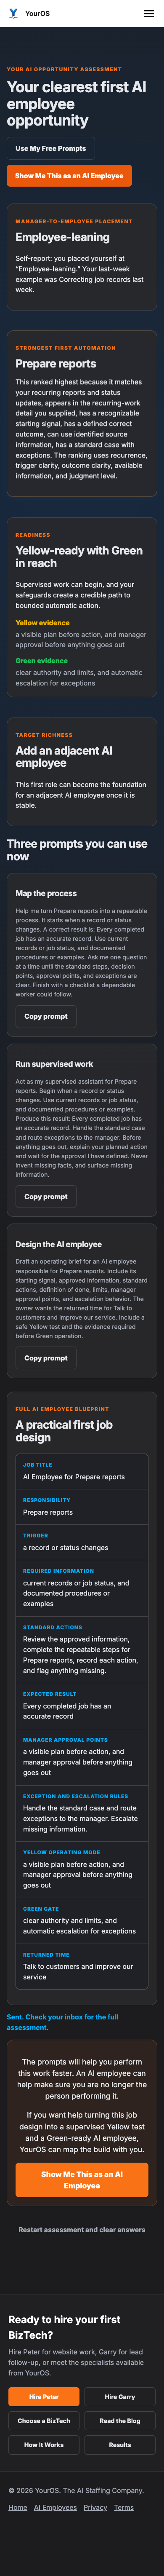 YourOS
YOUR AI OPPORTUNITY ASSESSMENT
Your clearest first AI
employee
opportunity
Use My Free Prompts
Show Me This as an AI Employee
MANAGER-TO-EMPLOYEE PLACEMENT
Employee-leaning
Self-report: you placed yourself at
“Employee-leaning.” Your last-week
example was Correcting job records last
week.
STRONGEST FIRST AUTOMATION
Prepare reports
This ranked highest because it matches
your recurring reports and status
updates, appears in the recurring-work
detail you supplied, has a recognizable
starting signal, has a defined correct
outcome, can use identified source
information, has a standard case with
exceptions. The ranking uses recurrence,
trigger clarity, outcome clarity, available
information, and judgment level.
READINESS
Yellow-ready with Green
in reach
Supervised work can begin, and your
safeguards create a credible path to
bounded automatic action.
Yellow evidence
a visible plan before action, and manager
approval before anything goes out
Green evidence
clear authority and limits, and automatic
escalation for exceptions
TARGET RICHNESS
Add an adjacent AI
employee
This first role can become the foundation
for an adjacent AI employee once it is
stable.
Three prompts you can use
now
Map the process
Help me turn Prepare reports into a repeatable
process. It starts when a record or status
changes. A correct result is: Every completed
job has an accurate record. Use current
records or job status, and documented
procedures or examples. Ask me one question
at a time until the standard steps, decision
points, approval points, and exceptions are
clear. Finish with a checklist a dependable
worker could follow.
Copy prompt
Run supervised work
Act as my supervised assistant for Prepare
reports. Begin when a record or status
changes. Use current records or job status,
and documented procedures or examples.
Produce this result: Every completed job has
an accurate record. Handle the standard case
and route exceptions to the manager. Before
anything goes out, explain your planned action
and wait for the approval I have defined. Never
invent missing facts, and surface missing
information.
Copy prompt
Design the AI employee
Draft an operating brief for an AI employee
responsible for Prepare reports. Include its
starting signal, approved information, standard
actions, definition of done, limits, manager
approval points, and escalation behavior. The
owner wants the returned time for Talk to
customers and improve our service. Include a
safe Yellow test and the evidence required
before Green operation.
Copy prompt
FULL AI EMPLOYEE BLUEPRINT
A practical first job
design
JOB TITLE
AI Employee for Prepare reports
RESPONSIBILITY
Prepare reports
TRIGGER
a record or status changes
REQUIRED INFORMATION
current records or job status, and
documented procedures or
examples
STANDARD ACTIONS
Review the approved information,
complete the repeatable steps for
Prepare reports, record each action,
and flag anything missing.
EXPECTED RESULT
Every completed job has an
accurate record
MANAGER APPROVAL POINTS
a visible plan before action, and
manager approval before anything
goes out
EXCEPTION AND ESCALATION RULES
Handle the standard case and route
exceptions to the manager. Escalate
missing information.
YELLOW OPERATING MODE
a visible plan before action, and
manager approval before anything
goes out
GREEN GATE
clear authority and limits, and
automatic escalation for exceptions
RETURNED TIME
Talk to customers and improve our
service
Sent. Check your inbox for the full
assessment.
The prompts will help you perform
this work faster. An AI employee can
help make sure you are no longer the
person performing it.
If you want help turning this job
design into a supervised Yellow test
and a Green-ready AI employee,
YourOS can map the build with you.
Show Me This as an AI
Employee
Restart assessment and clear answers
Ready to hire your first
BizTech?
Hire Peter for website work, Garry for lead
follow-up, or meet the specialists available
from YourOS.
Hire Peter
Hire Garry
Choose a BizTech
Read the Blog
How It Works
Results
© 2026 YourOS. The AI Staffing Company.
Home AI Employees Privacy Terms